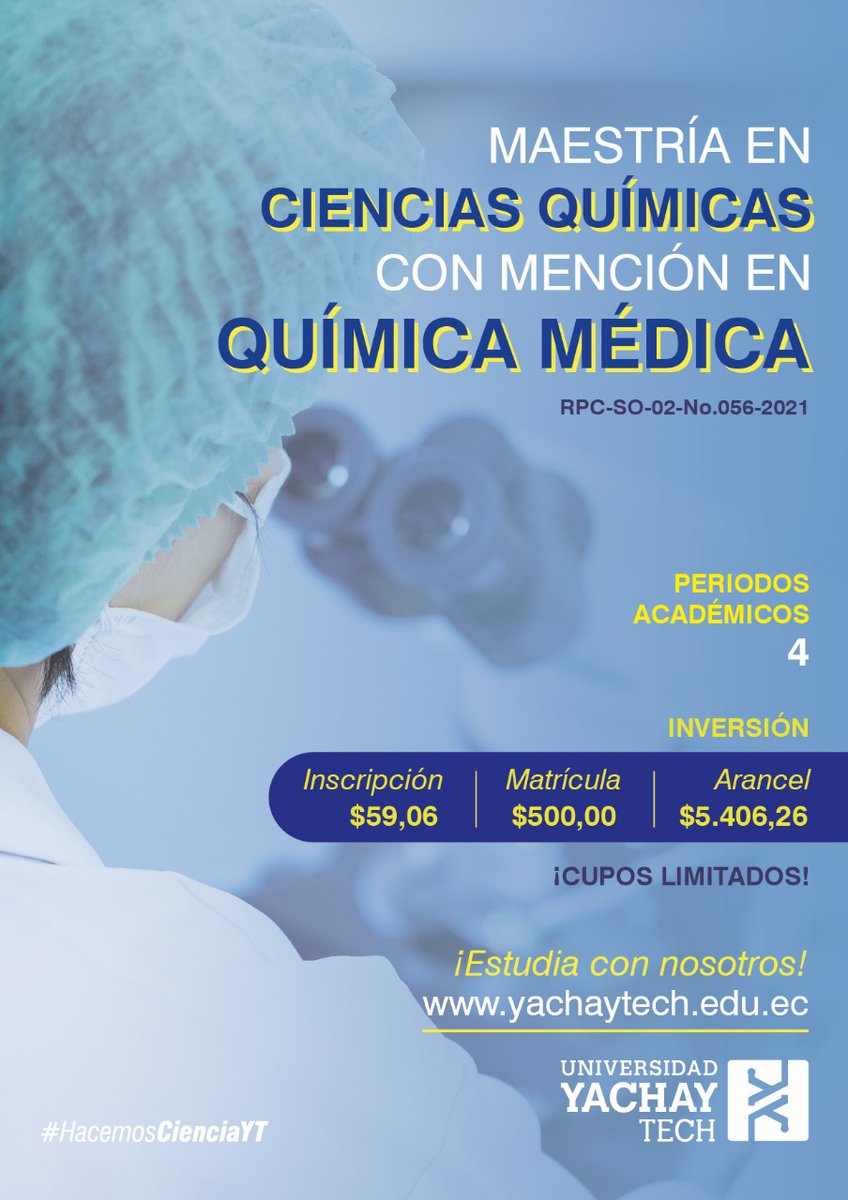 MAESTRÍA EN
CIENCIAS QUÍMICAS
CON MENCIÓN EN
QUÍMICA MÉDICA
RPC-SO-02-No.056-2021
PERIODOS
ACADÉMICOS
4
INVERSIÓN
Inscripción Matrícula Arancel
$59,06 $500,00 $5.406,26
¡CUPOS LIMITADOS!
¡Estudia con nosotros!
www.yachaytech.edu.ec
UNIVERSIDAD
YACHAY
TECH
#HacemosCienciaYT